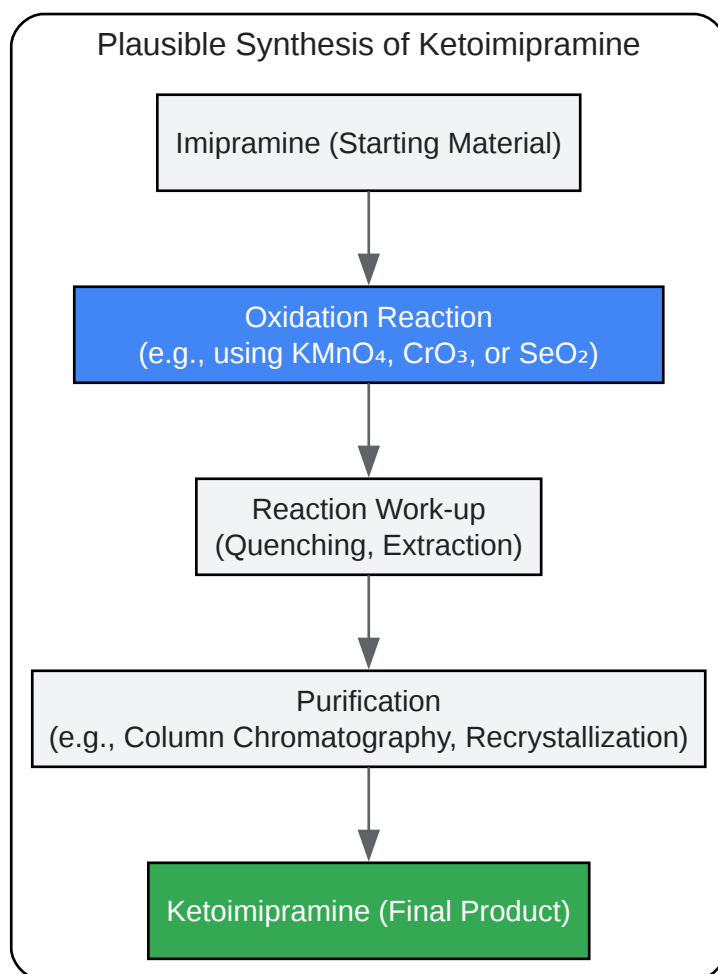 Plausible Synthesis of Ketoimipramine
Imipramine (Starting Material)
Oxidation Reaction
(e.g., using KMnO₄, CrO₃, or SeO₂)
Reaction Work-up
(Quenching, Extraction)
Purification
(e.g., Column Chromatography, Recrystallization)
Ketoimipramine (Final Product)